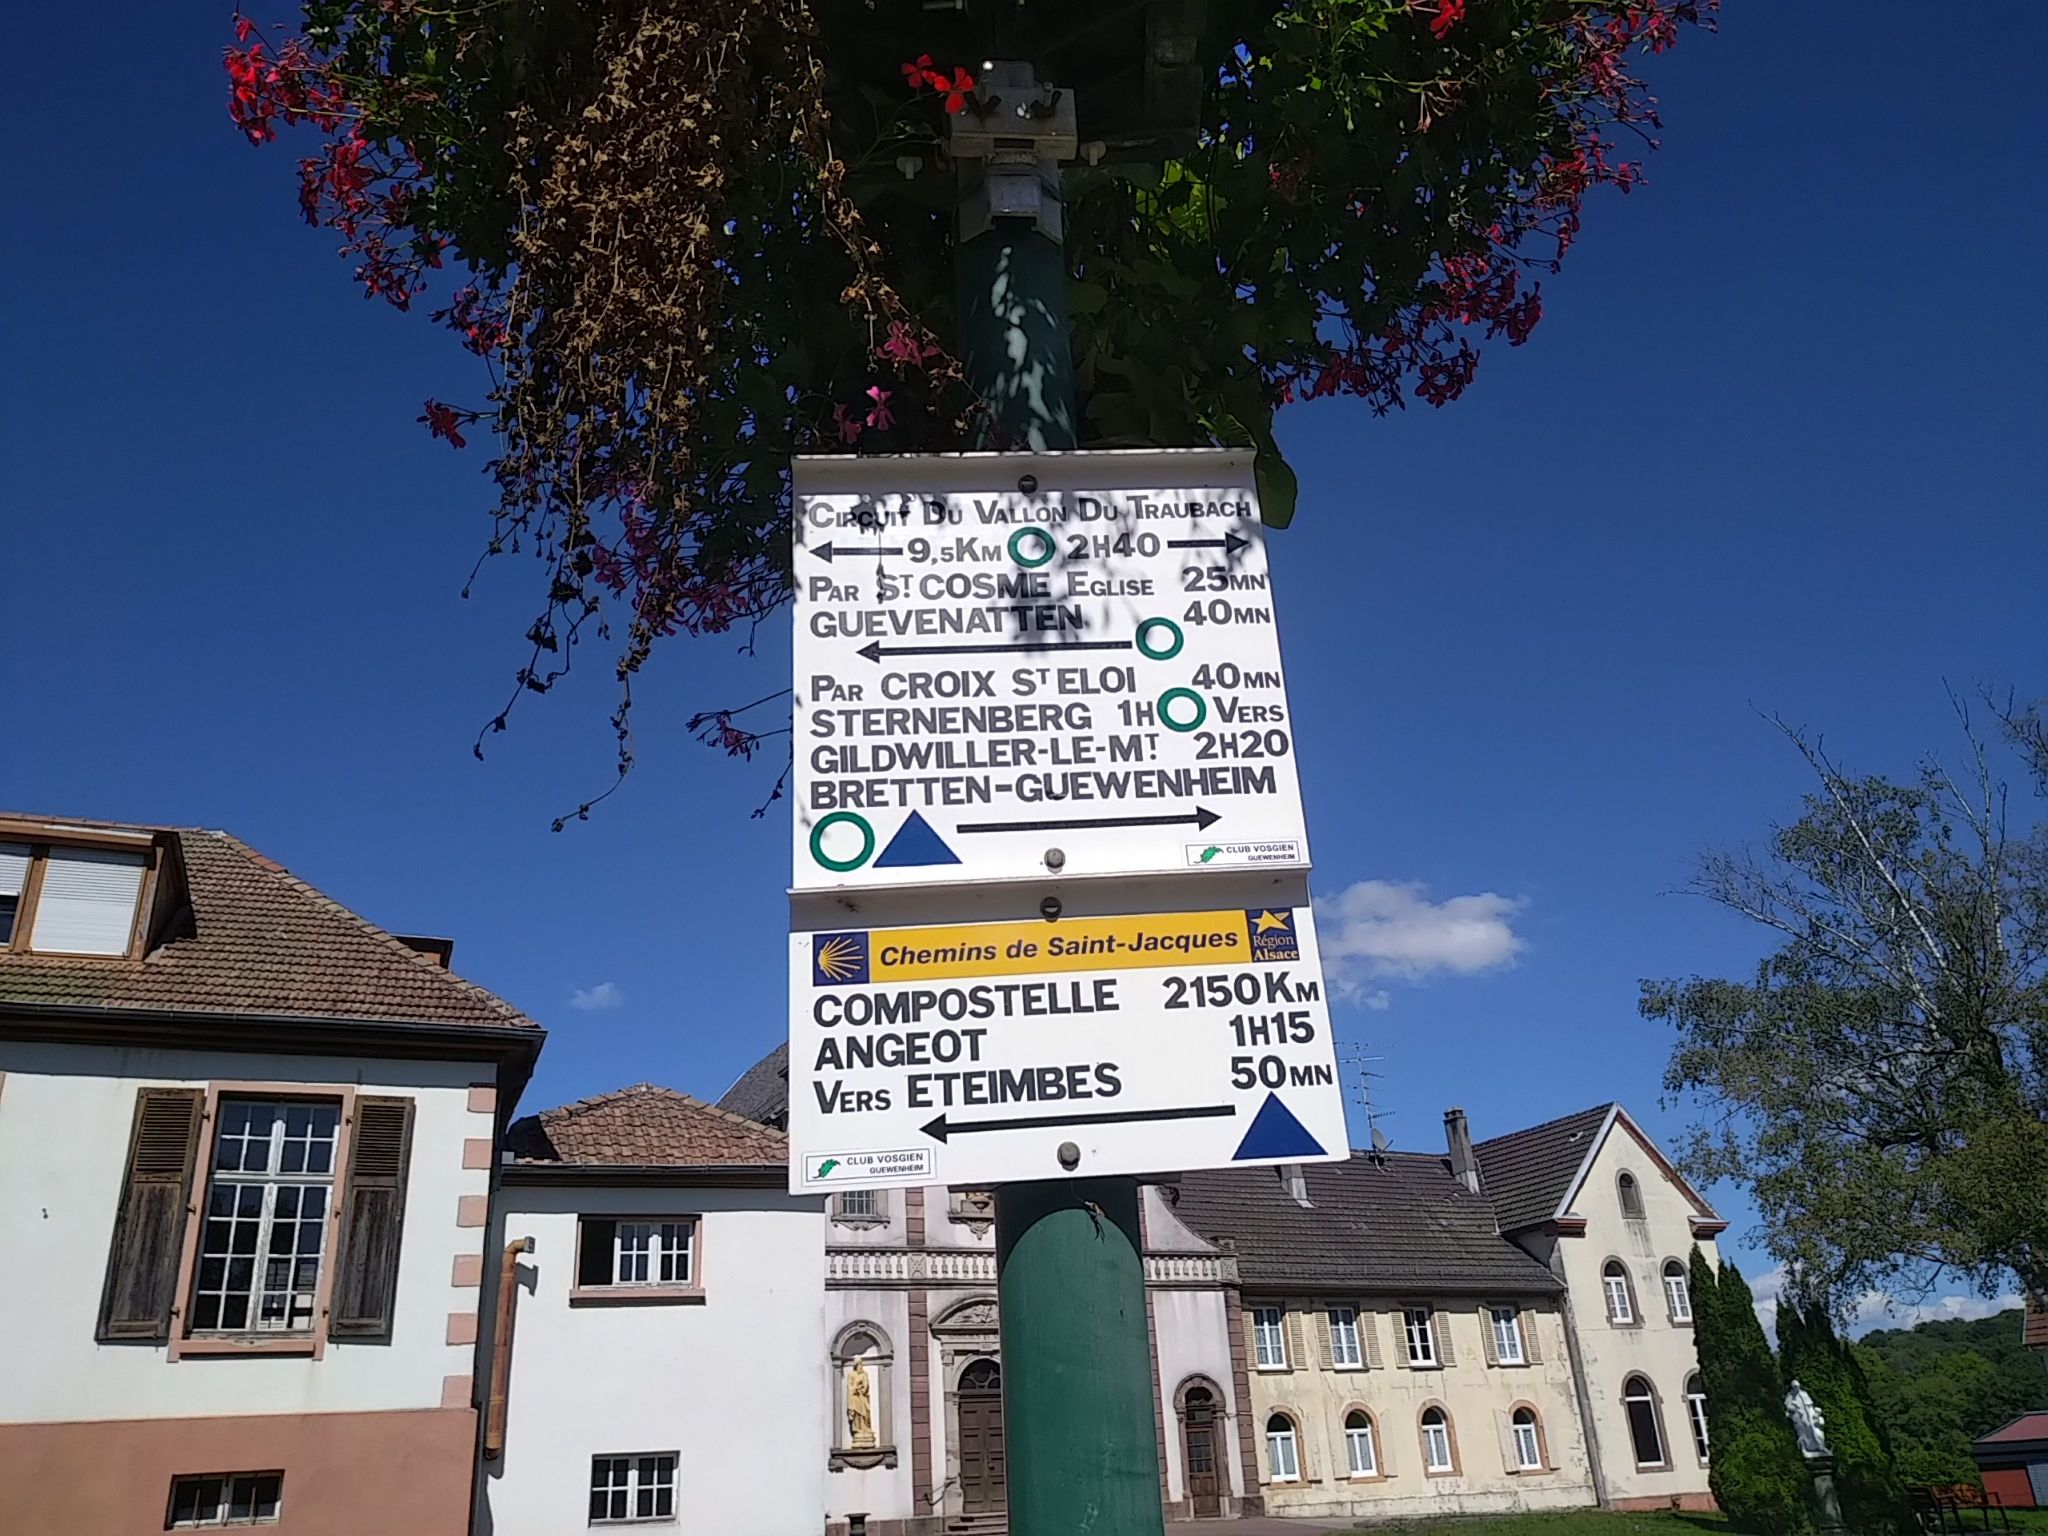 CIRCUIT DU VALLON DU TRAUBACH
9,5KM 2H40
PAR ST COSME EGLISE 25MN
GUEVENATTEN 40MN
PAR CROIX ST ELOI 40MN
STERNENBERG 1H VERS
GILDWILLER-LE-MT 2H20
BRETTEN-GUEWENHEIM
CLUB VOSGIEN
GUEWENHEIM
Chemins de Saint-Jacques
Région
Alsace
COMPOSTELLE 2150KM
ANGEOT 1H15
VERS ETEIMBES 50MN
CLUB VOSGIEN
GUEWENHEIM